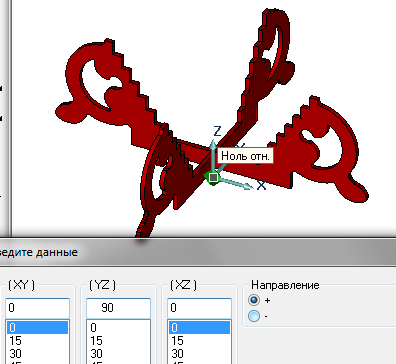 Z
Ноль отн.
X
ведите данные
( XY ) ( YZ ) ( XZ ) Направление
0 90 0 +
0 0 0 -
15 15 15
30 30 30